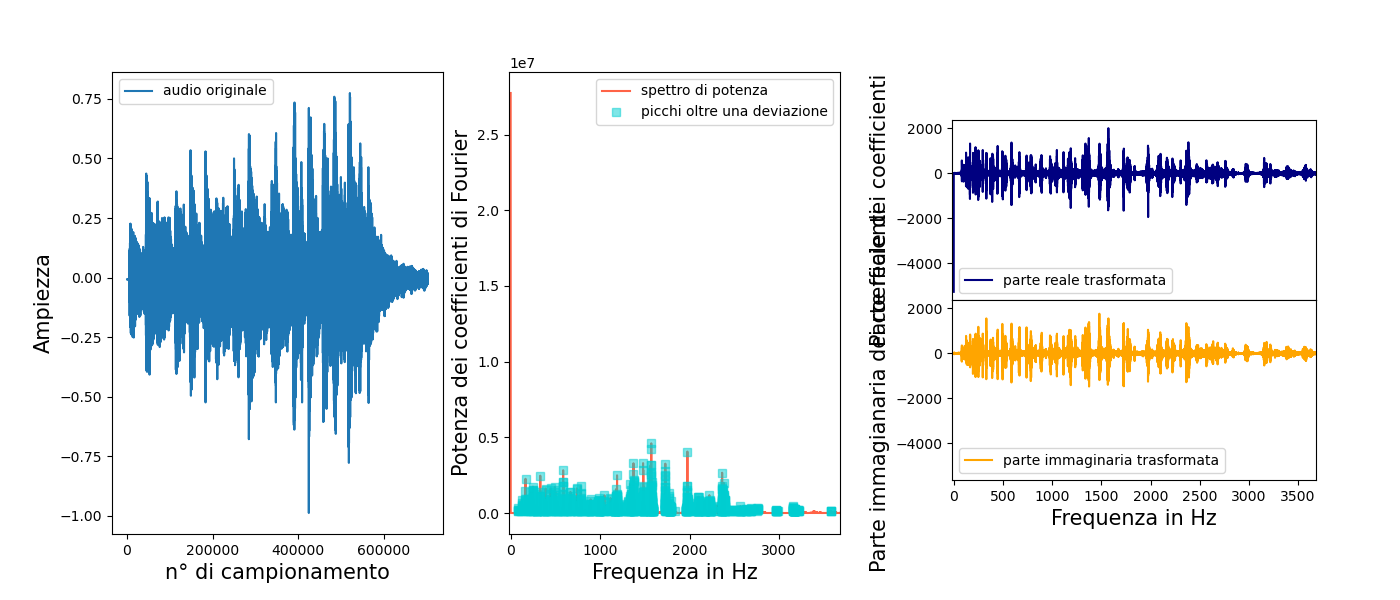 audio originale
0.75
0.50
0.25
0.00
−0.25
−0.50
−0.75
−1.00
Ampiezza
0
200000
400000
600000
n° di campionamento
1e7
spettro di potenza
picchi oltre una deviazione
2.5
2.0
1.5
1.0
0.5
0.0
Potenza dei coefficienti di Fourier
0
1000
2000
3000
Frequenza in Hz
2000
0
−2000
−4000
Parte reale dei coefficienti
parte reale trasformata
2000
0
−2000
−4000
Parte immagianaria dei coefficienti
parte immaginaria trasformata
0
500
1000
1500
2000
2500
3000
3500
Frequenza in Hz